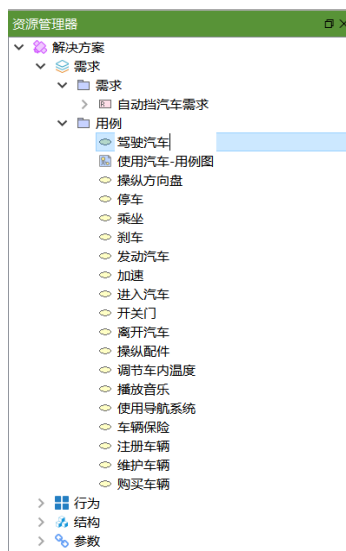 资源管理器
解决方案
需求
需求
自动挡汽车需求
用例
驾驶汽车
使用汽车-用例图
操纵方向盘
停车
乘坐
刹车
发动汽车
加速
进入汽车
开关门
离开汽车
操纵配件
调节车内温度
播放音乐
使用导航系统
车辆保险
注册车辆
维护车辆
购买车辆
行为
结构
参数